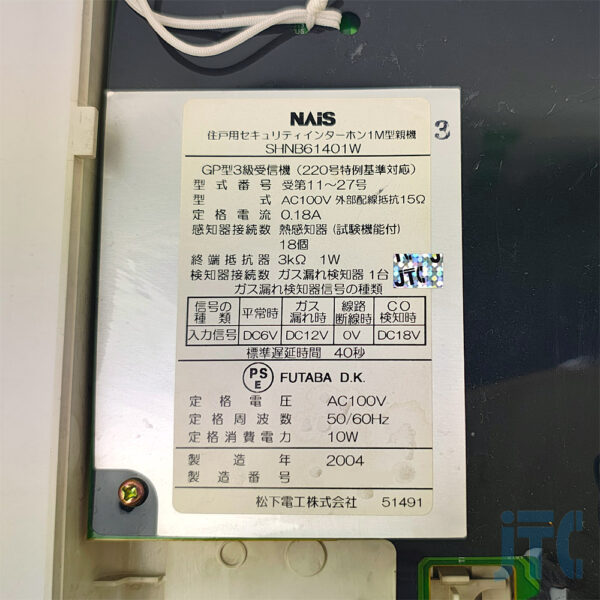 NAiS
住戸用セキュリティインターホン1M型親機
SHNB61401W
GP型3級受信機（220号特例基準対応）
型式番号 受第11～27号
型式 AC100V 外部配線抵抗15Ω
定格電流 0.18A
感知器接続数 熱感知器（試験機能付）
18個
終端抵抗器 3kΩ 1W
検知器接続数 ガス漏れ検知器1台
ガス漏れ検知器信号の種類
信号の種類 平常時 ガス漏れ時 線路断線時 CO検知時
入力信号 DC6V DC12V 0V DC18V
標準遅延時間 40秒
PSE FUTABA D.K.
定格電圧 AC100V
定格周波数 50/60Hz
定格消費電力 10W
製造年 2004
製造番号
松下電工株式会社 51491
3
JTC
JTC